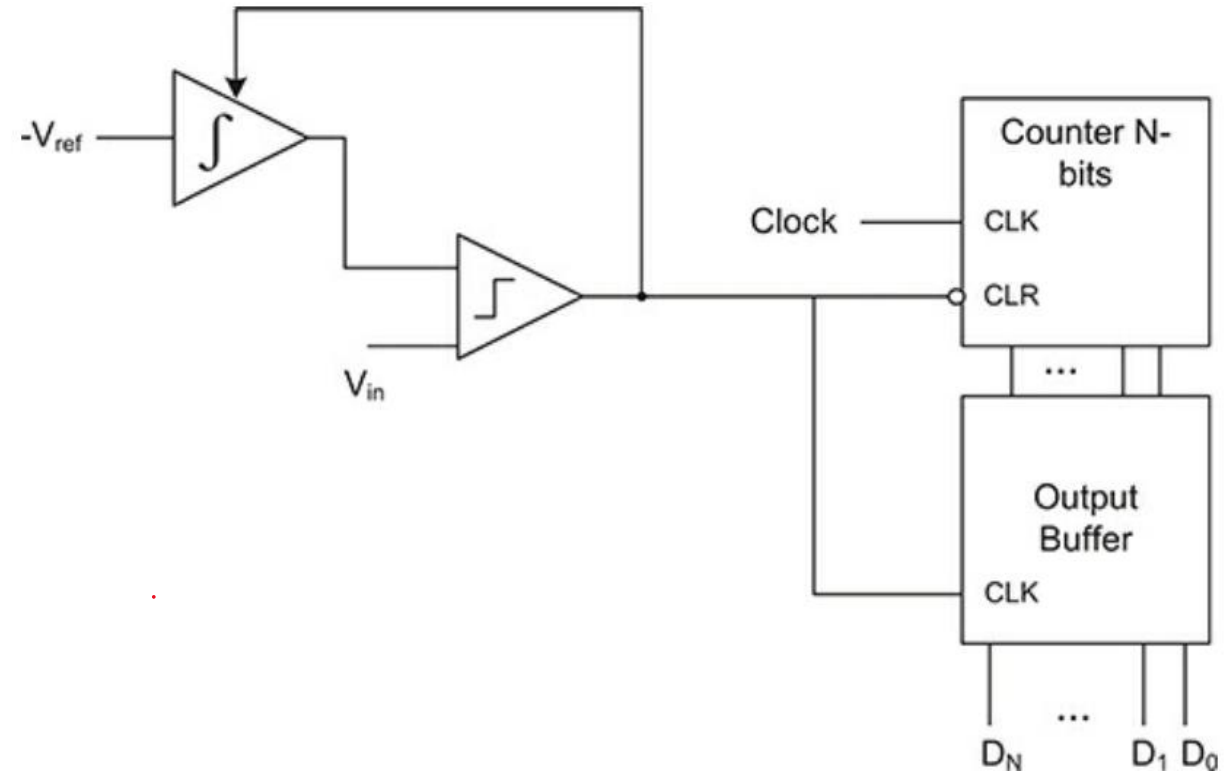 -Vref
∫
Vin
Clock
Counter N-
bits
CLK
CLR
...
Output
Buffer
CLK
...
DN
D1
D0